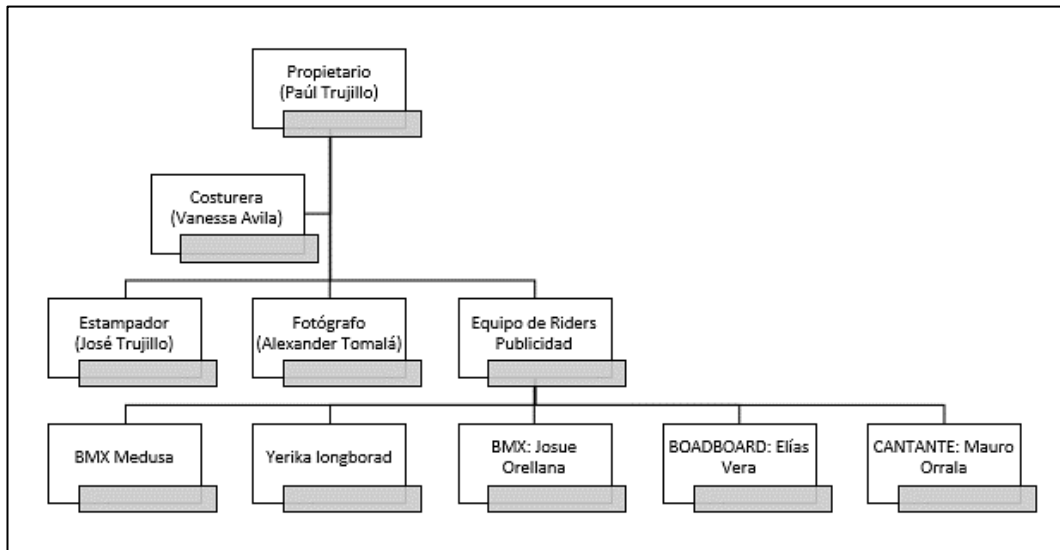 Propietario
(Paúl Trujillo)
Costurera
(Vanessa Avila)
Estampador
(José Trujillo)
Fotógrafo
(Alexander Tomalá)
Equipo de Riders
Publicidad
BMX Medusa
Yerika longborad
BMX: Josue
Orellana
BOADBOARD: Elías
Vera
CANTANTE: Mauro
Orrala